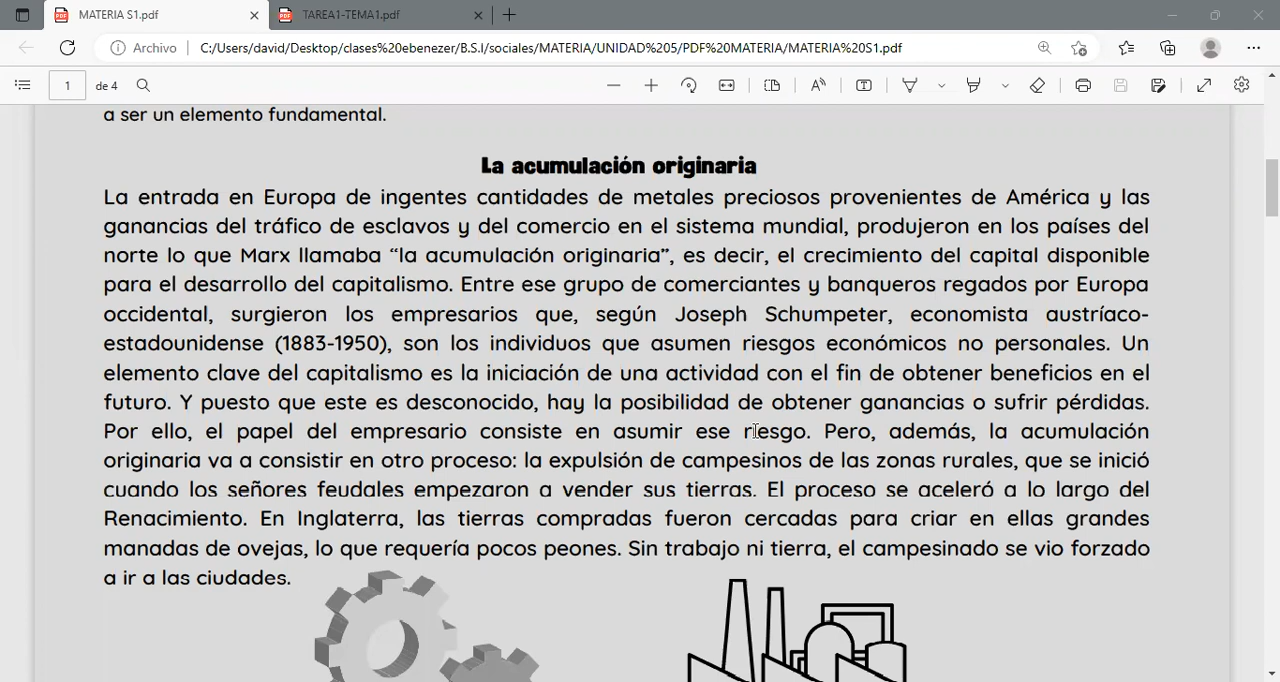 MATERIA S1.pdf
TAREA1-TEMA1.pdf
Archivo
C:/Users/david/Desktop/clases%20ebenezer/B.S.I/sociales/MATERIA/UNIDAD%205/PDF%20MATERIA/MATERIA%20S1.pdf
1 de 4
a ser un elemento fundamental.
La acumulación originaria
La entrada en Europa de ingentes cantidades de metales preciosos provenientes de América y las
ganancias del tráfico de esclavos y del comercio en el sistema mundial, produjeron en los países del
norte lo que Marx llamaba “la acumulación originaria”, es decir, el crecimiento del capital disponible
para el desarrollo del capitalismo. Entre ese grupo de comerciantes y banqueros regados por Europa
occidental, surgieron los empresarios que, según Joseph Schumpeter, economista austríaco-
estadounidense (1883-1950), son los individuos que asumen riesgos económicos no personales. Un
elemento clave del capitalismo es la iniciación de una actividad con el fin de obtener beneficios en el
futuro. Y puesto que este es desconocido, hay la posibilidad de obtener ganancias o sufrir pérdidas.
Por ello, el papel del empresario consiste en asumir ese riesgo. Pero, además, la acumulación
originaria va a consistir en otro proceso: la expulsión de campesinos de las zonas rurales, que se inició
cuando los señores feudales empezaron a vender sus tierras. El proceso se aceleró a lo largo del
Renacimiento. En Inglaterra, las tierras compradas fueron cercadas para criar en ellas grandes
manadas de ovejas, lo que requería pocos peones. Sin trabajo ni tierra, el campesinado se vio forzado
a ir a las ciudades.